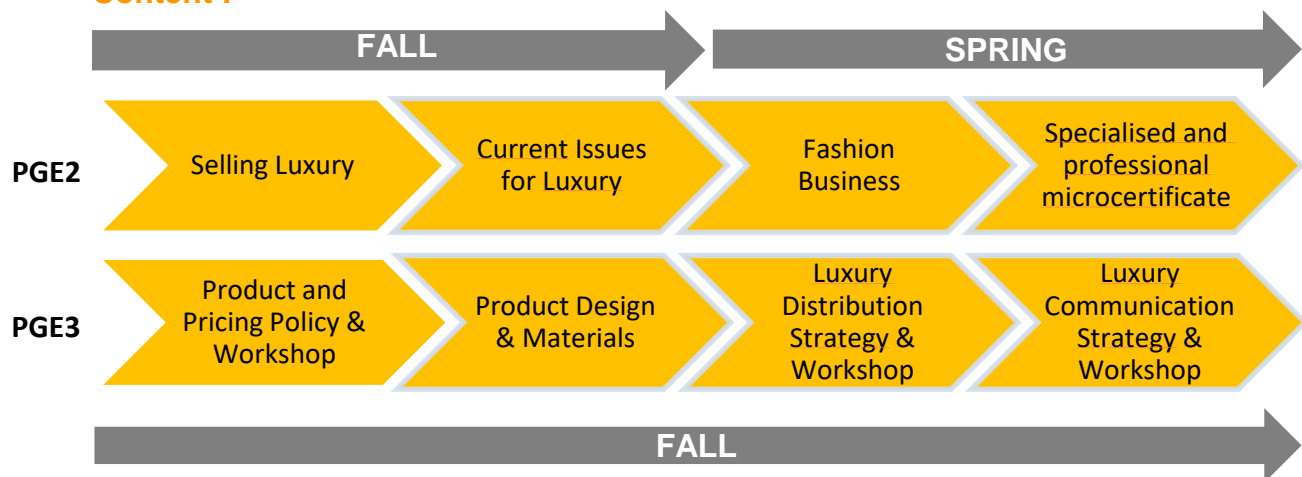 FALL
SPRING
PGE2
Selling Luxury
Current Issues
for Luxury
Fashion
Business
Specialised and
professional
microcertificate
PGE3
Product and
Pricing Policy &
Workshop
Product Design
& Materials
Luxury
Distribution
Strategy &
Workshop
Luxury
Communication
Strategy &
Workshop
FALL